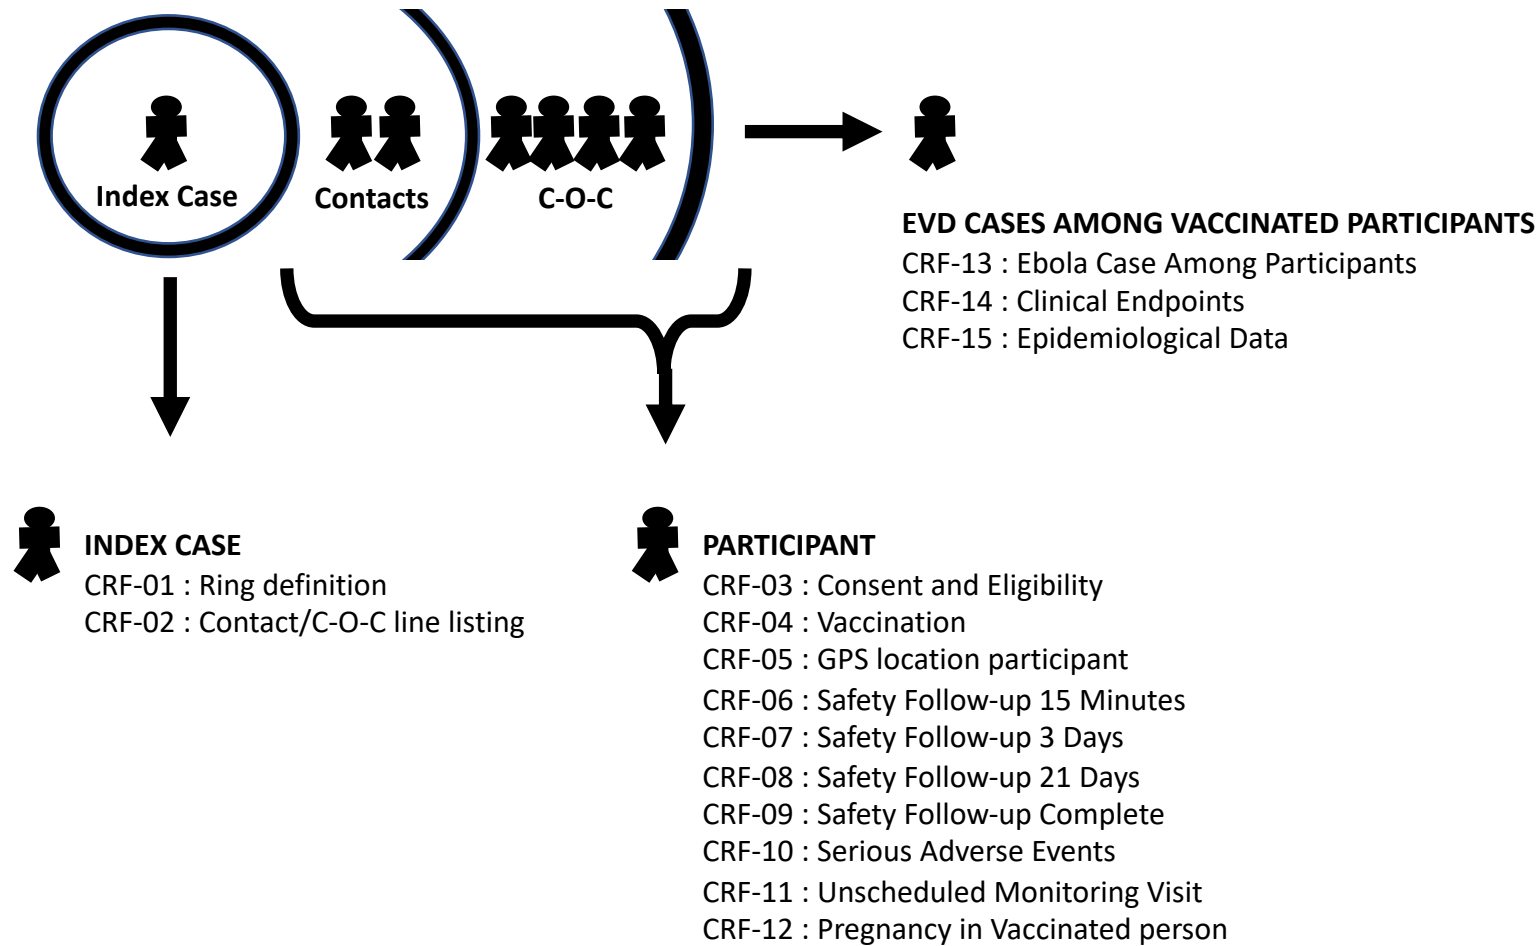 Index Case
Contacts
C-O-C
EVD CASES AMONG VACCINATED PARTICIPANTS
CRF-13 : Ebola Case Among Participants
CRF-14 : Clinical Endpoints
CRF-15 : Epidemiological Data
INDEX CASE
CRF-01 : Ring definition
CRF-02 : Contact/C-O-C line listing
PARTICIPANT
CRF-03 : Consent and Eligibility
CRF-04 : Vaccination
CRF-05 : GPS location participant
CRF-06 : Safety Follow-up 15 Minutes
CRF-07 : Safety Follow-up 3 Days
CRF-08 : Safety Follow-up 21 Days
CRF-09 : Safety Follow-up Complete
CRF-10 : Serious Adverse Events
CRF-11 : Unscheduled Monitoring Visit
CRF-12 : Pregnancy in Vaccinated person